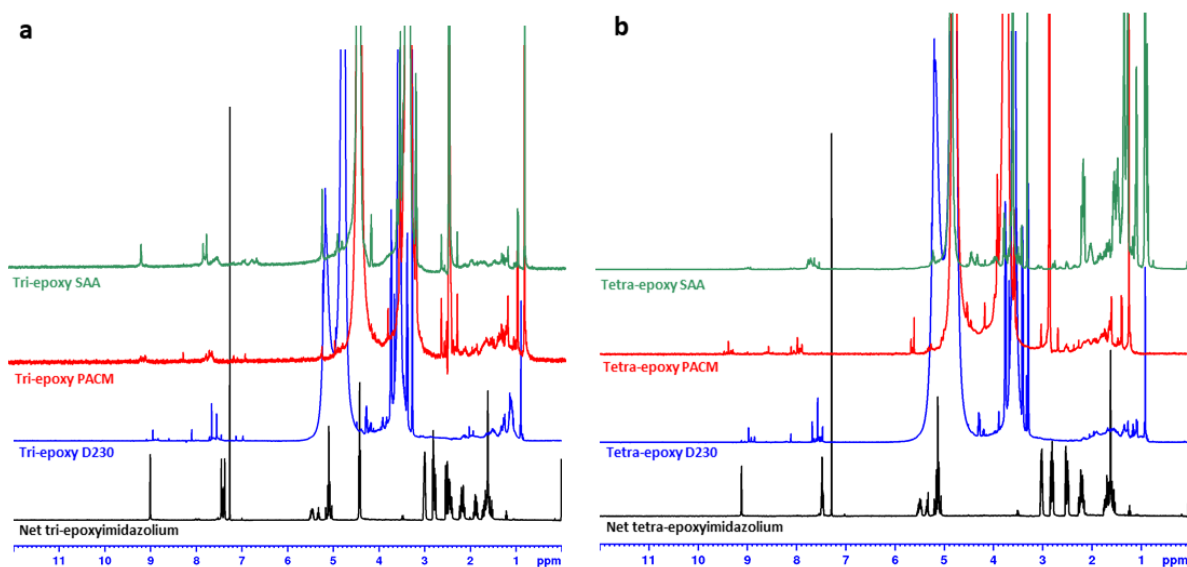 a
Tri-epoxy SAA
Tri-epoxy PACM
Tri-epoxy D230
Net tri-epoxyimidazolium
11 10 9 8 7 6 5 4 3 2 1 ppm
b
Tetra-epoxy SAA
Tetra-epoxy PACM
Tetra-epoxy D230
Net tetra-epoxyimidazolium
11 10 9 8 7 6 5 4 3 2 1 ppm